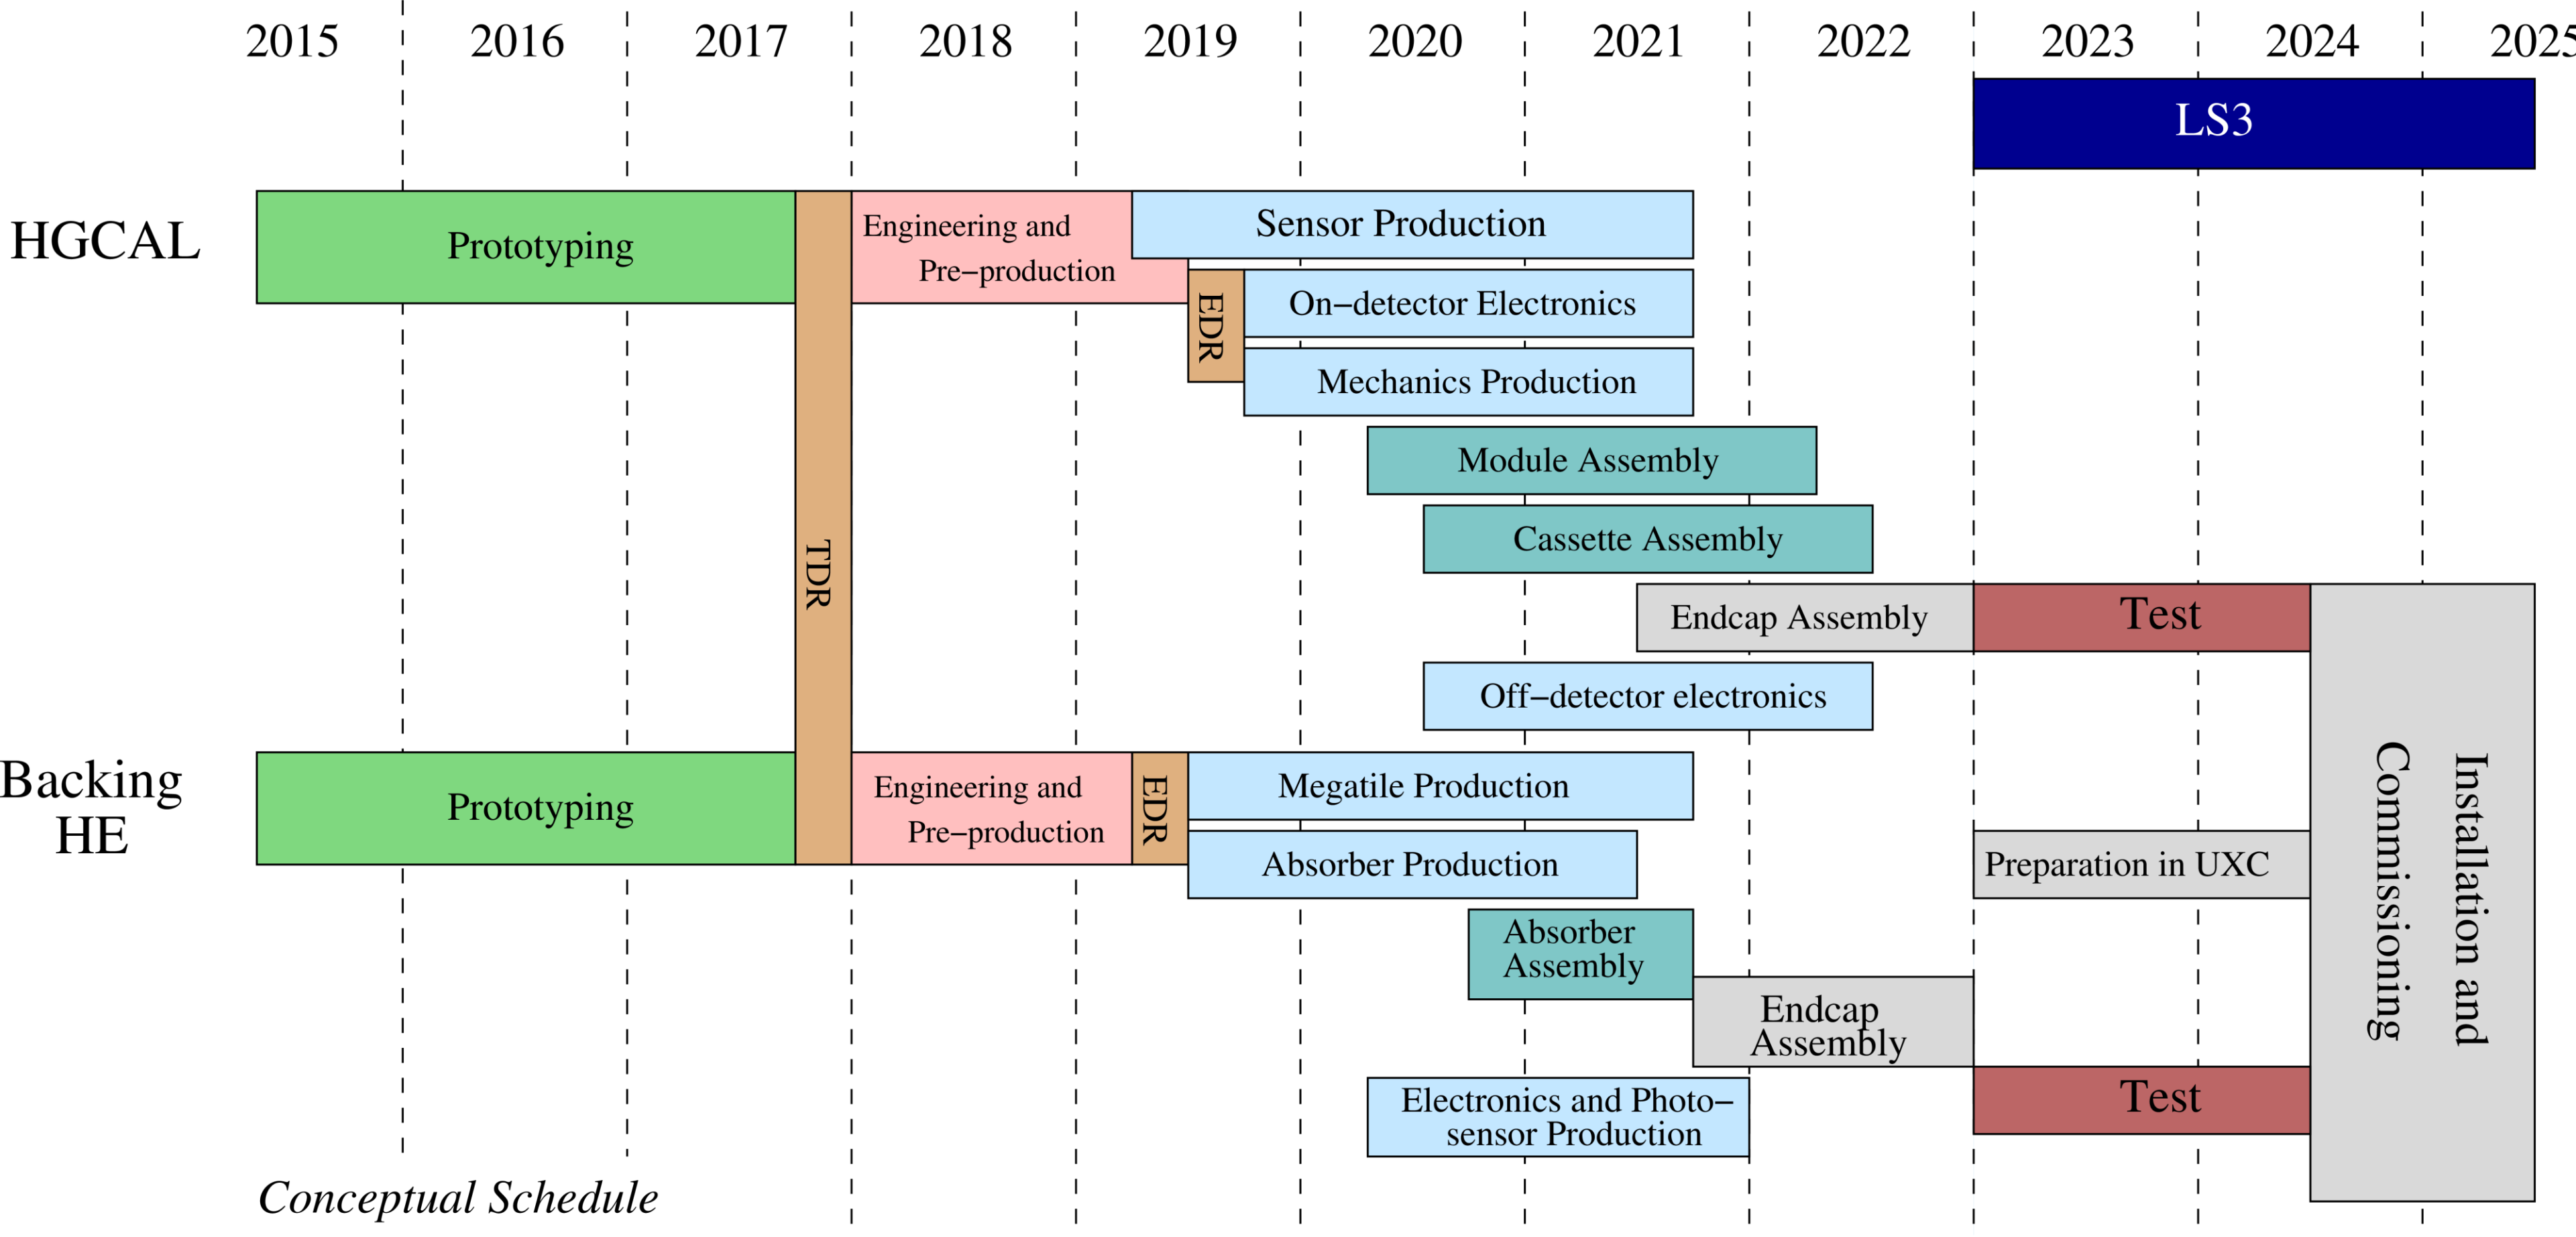 2015 2016 2017 2018 2019 2020 2021 2022 2023 2024 2025
LS3
HGCAL
Prototyping
TDR
Engineering and
Pre−production
Sensor Production
EDR
On−detector Electronics
Mechanics Production
Module Assembly
Cassette Assembly
Endcap Assembly
Test
Off−detector electronics
Backing
HE
Prototyping
Engineering and
Pre−production
EDR
Megatile Production
Absorber Production
Preparation in UXC
Installation and
Commissioning
Absorber
Assembly
Endcap
Assembly
Electronics and Photo−
sensor Production
Test
Conceptual Schedule